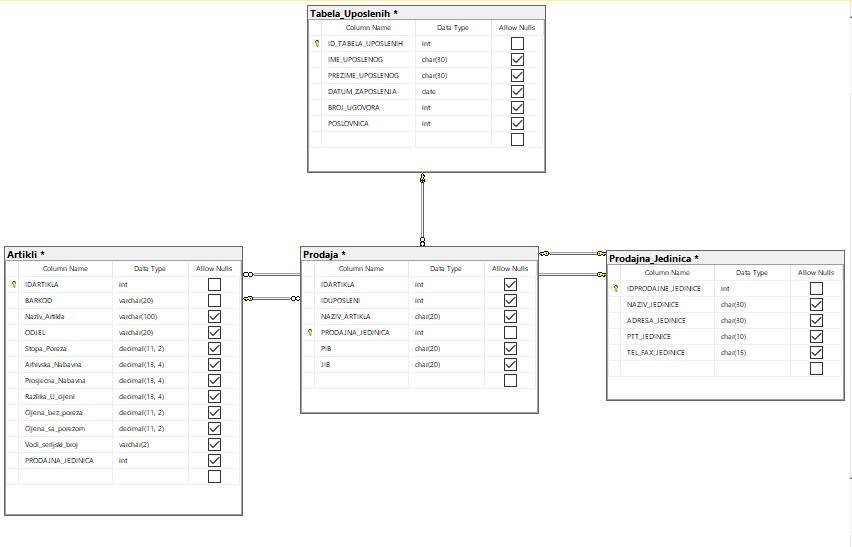 Tabela_Uposlenih *
Column Name Data Type Allow Nulls
ID_TABELA_UPOSLENIH int
IME_UPOSLENOG char(30)
PREZIME_UPOSLENOG char(30)
DATUM_ZAPOSLENJA date
BROJ_UGOVORA int
POSLOVNICA int
Artikli *
Column Name Data Type Allow Nulls
IDARTIKLA int
BARKOD varchar(20)
Naziv_Artikla varchar(100)
ODJEL varchar(20)
Stopa_Poreza decimal(11, 2)
Arhivska_Nabavna decimal(13, 4)
Prosjecna_Nabavna decimal(13, 4)
Razlika_U_cijeni decimal(13, 4)
Cijena_bez_poreza decimal(11, 2)
Cijena_sa_porezom decimal(11, 2)
Vodi_serijski_broj varchar(2)
PRODAJNA_JEDINICA int
Prodaja *
Column Name Data Type Allow Nulls
IDARTIKLA int
IDUPOSLENI int
NAZIV_ARTIKLA char(20)
PRODAJNA_JEDINICA int
PIB char(20)
JIB char(20)
Prodajna_Jedinica *
Column Name Data Type Allow Nulls
IDPRODAJNE_JEDINICE int
NAZIV_JEDINICE char(30)
ADRESA_JEDINICE char(30)
PTT_JEDINICE char(10)
TEL_FAX_JEDINICE char(15)